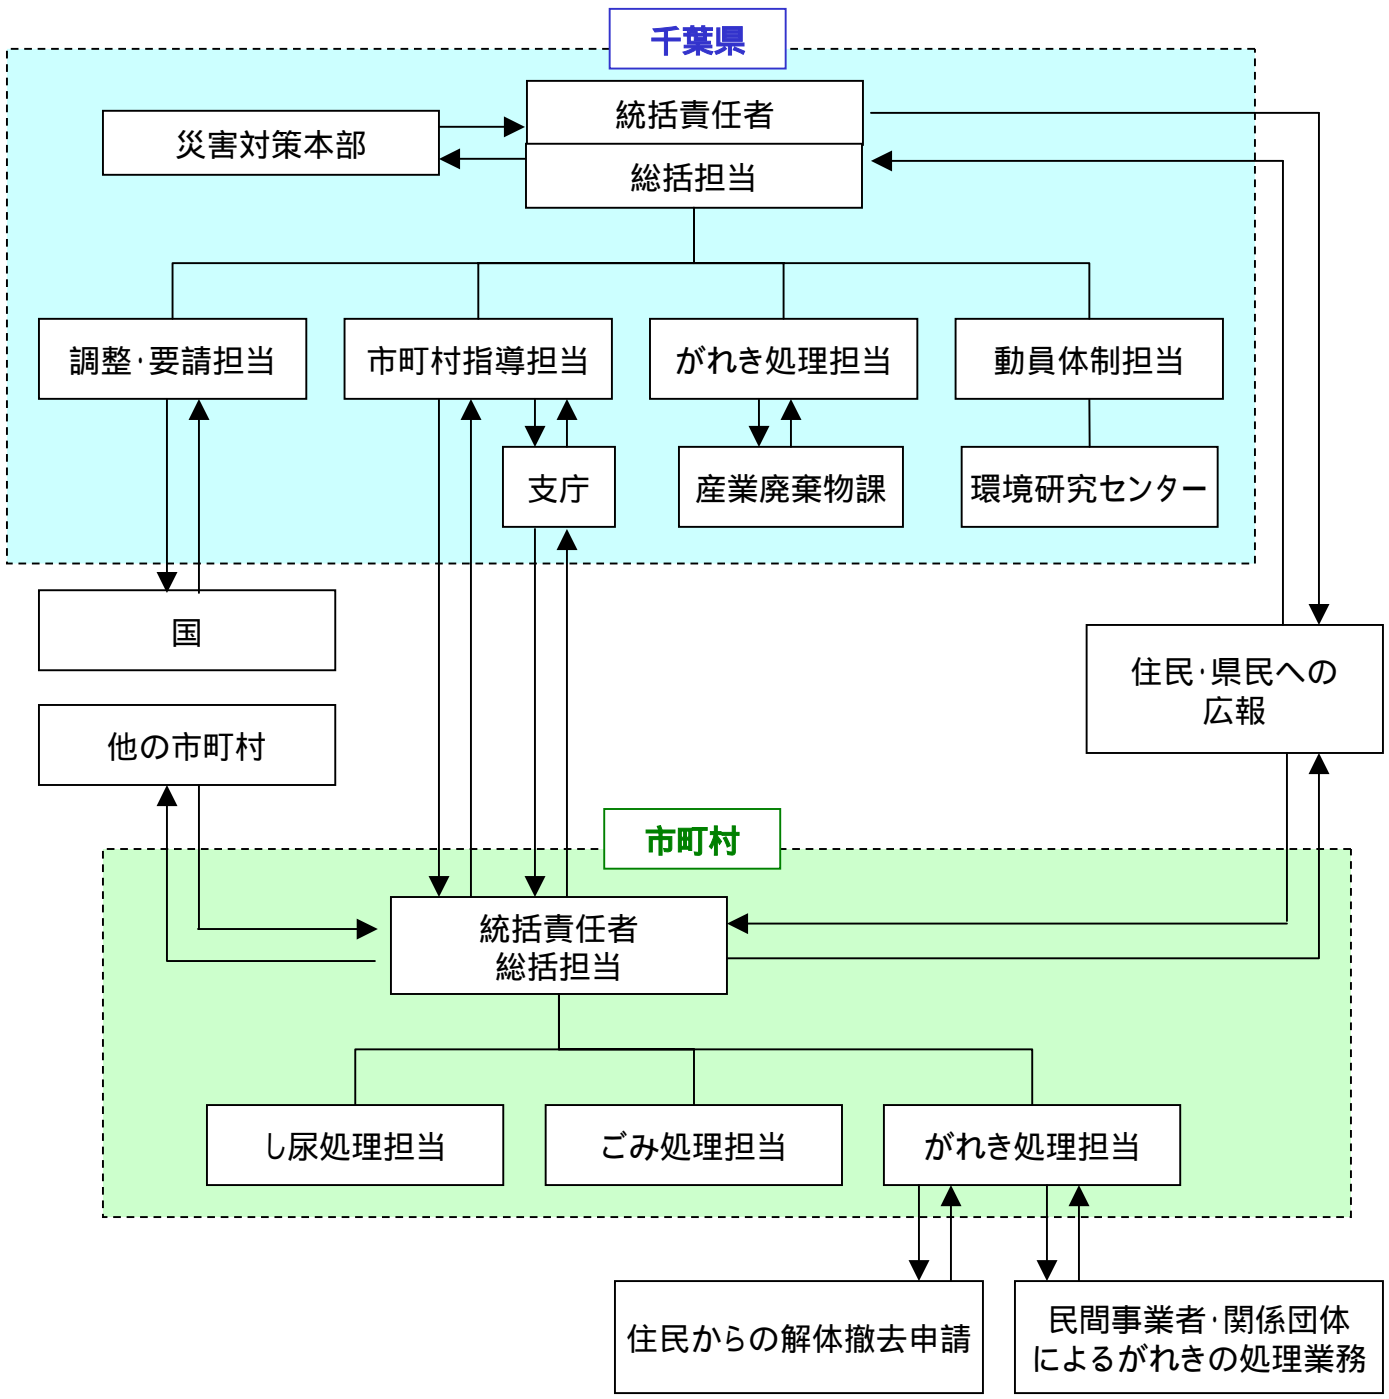 千葉県
統括責任者
災害対策本部
総括担当
調整・要請担当
市町村指導担当
がれき処理担当
動員体制担当
支庁
産業廃棄物課
環境研究センター
国
住民・県民への
広報
他の市町村
市町村
統括責任者
総括担当
し尿処理担当
ごみ処理担当
がれき処理担当
住民からの解体撤去申請
民間事業者・関係団体
によるがれきの処理業務